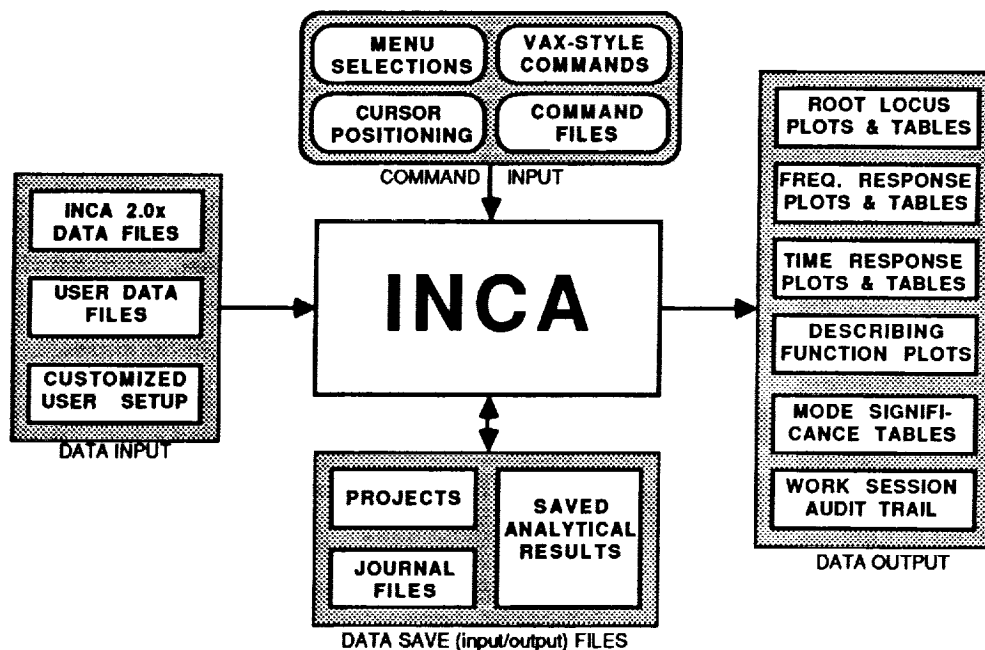 MENU
SELECTIONS
VAX-STYLE
COMMANDS
CURSOR
POSITIONING
COMMAND
FILES
COMMAND INPUT
INCA 2.0x
DATA FILES
USER DATA
FILES
CUSTOMIZED
USER SETUP
DATA INPUT
INCA
PROJECTS
JOURNAL
FILES
SAVED
ANALYTICAL
RESULTS
DATA SAVE (input/output) FILES
ROOT LOCUS
PLOTS & TABLES
FREQ. RESPONSE
PLOTS & TABLES
TIME RESPONSE
PLOTS & TABLES
DESCRIBING
FUNCTION PLOTS
MODE SIGNIFI-
CANCE TABLES
WORK SESSION
AUDIT TRAIL
DATA OUTPUT